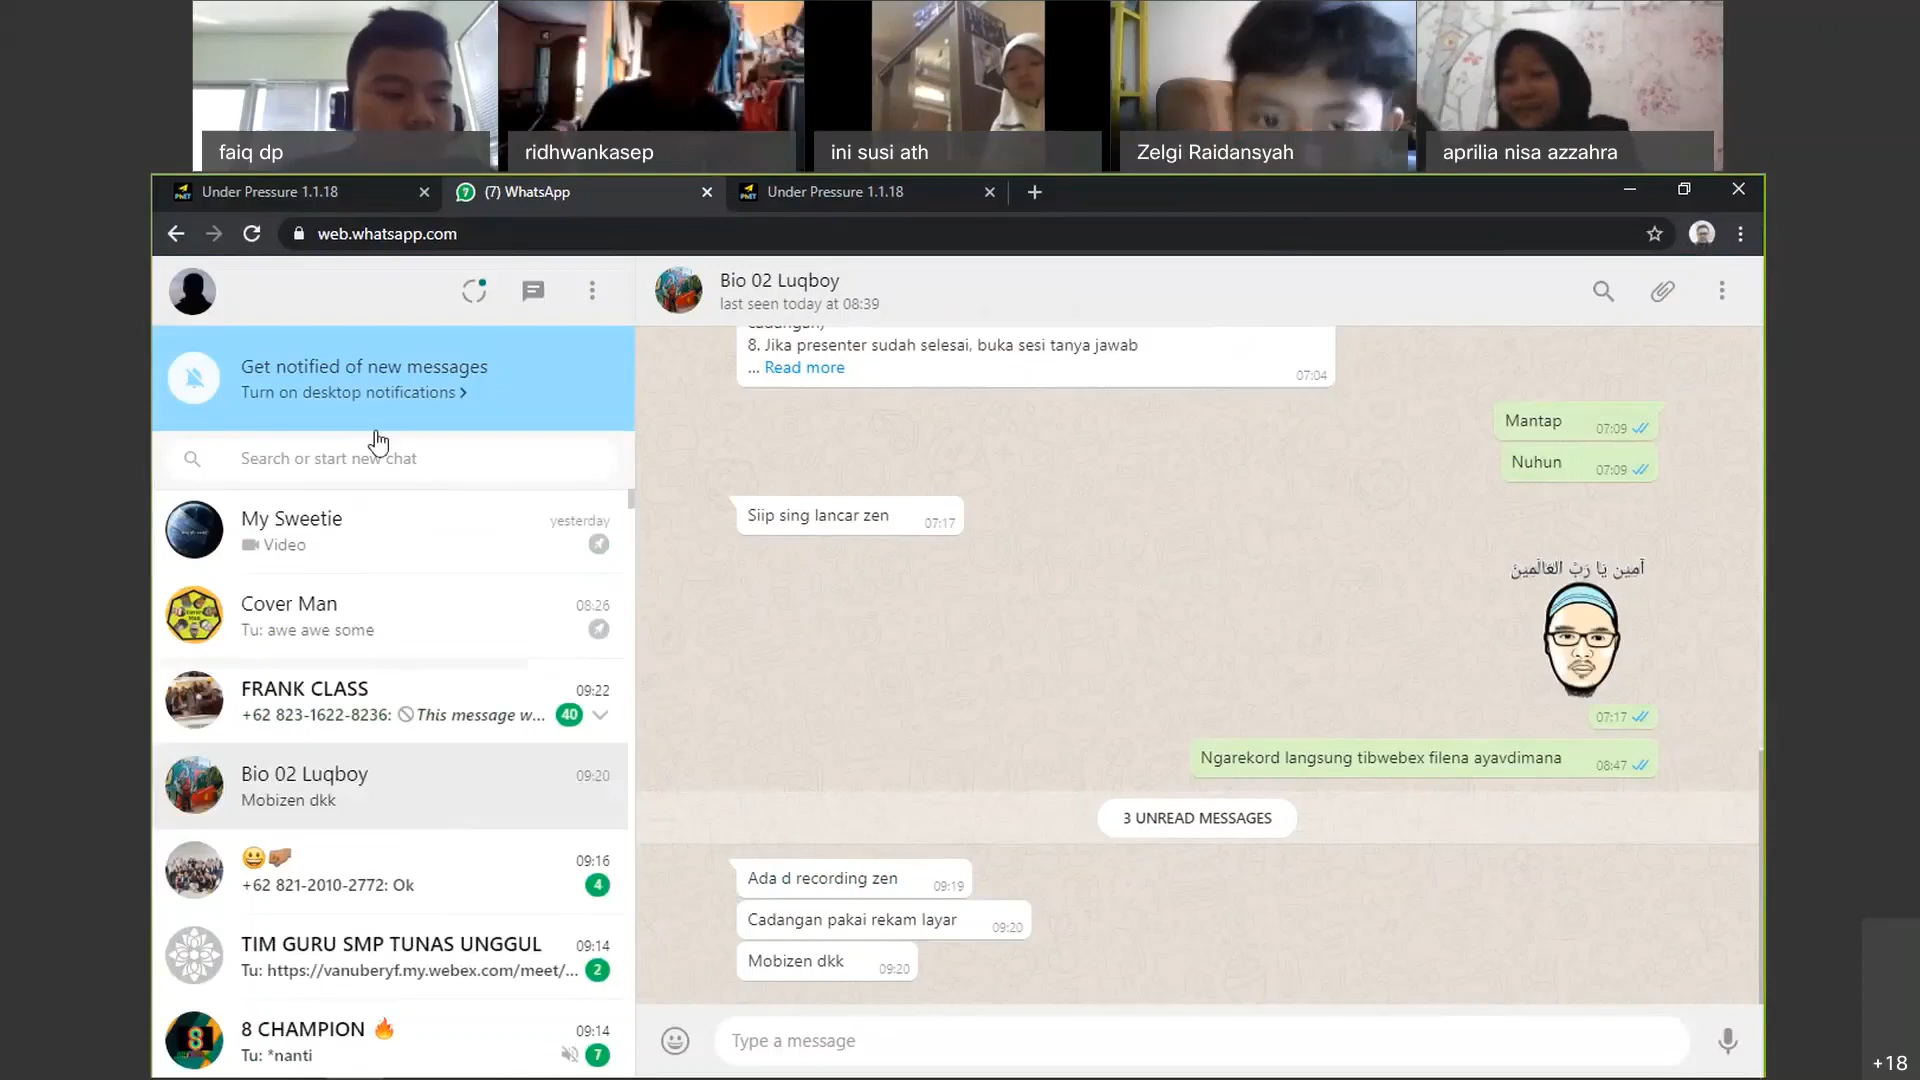 faiq dp
ridhwankasep
ini susi ath
Zelgi Raidansyah
aprilia nisa azzahra
Under Pressure 1.1.18
(7) WhatsApp
Under Pressure 1.1.18
web.whatsapp.com
Get notified of new messages
Turn on desktop notifications >
Search or start new chat
My Sweetie
yesterday
Video
Cover Man
08:26
Tu: awe awe some
FRANK CLASS
09:22
+62 823-1622-8236: This message w...
40
Bio 02 Luqboy
09:20
Mobizen dkk
😀🤜🏽
09:16
+62 821-2010-2772: Ok
4
TIM GURU SMP TUNAS UNGGUL
09:14
Tu: https://vanuberyf.my.webex.com/meet/...
2
8 CHAMPION 🔥
09:14
Tu: *nanti
7
Bio 02 Luqboy
last seen today at 08:39
cadangan)
8. Jika presenter sudah selesai, buka sesi tanya jawab
... Read more
07:04
Mantap
07:09
Nuhun
07:09
Siip sing lancar zen
07:17
آمِين يَا رَبَّ العَالَمِينَ
07:17
Ngarekord langsung tibwebex filena ayavdimana
08:47
3 UNREAD MESSAGES
Ada d recording zen
09:19
Cadangan pakai rekam layar
09:20
Mobizen dkk
09:20
Type a message
+18